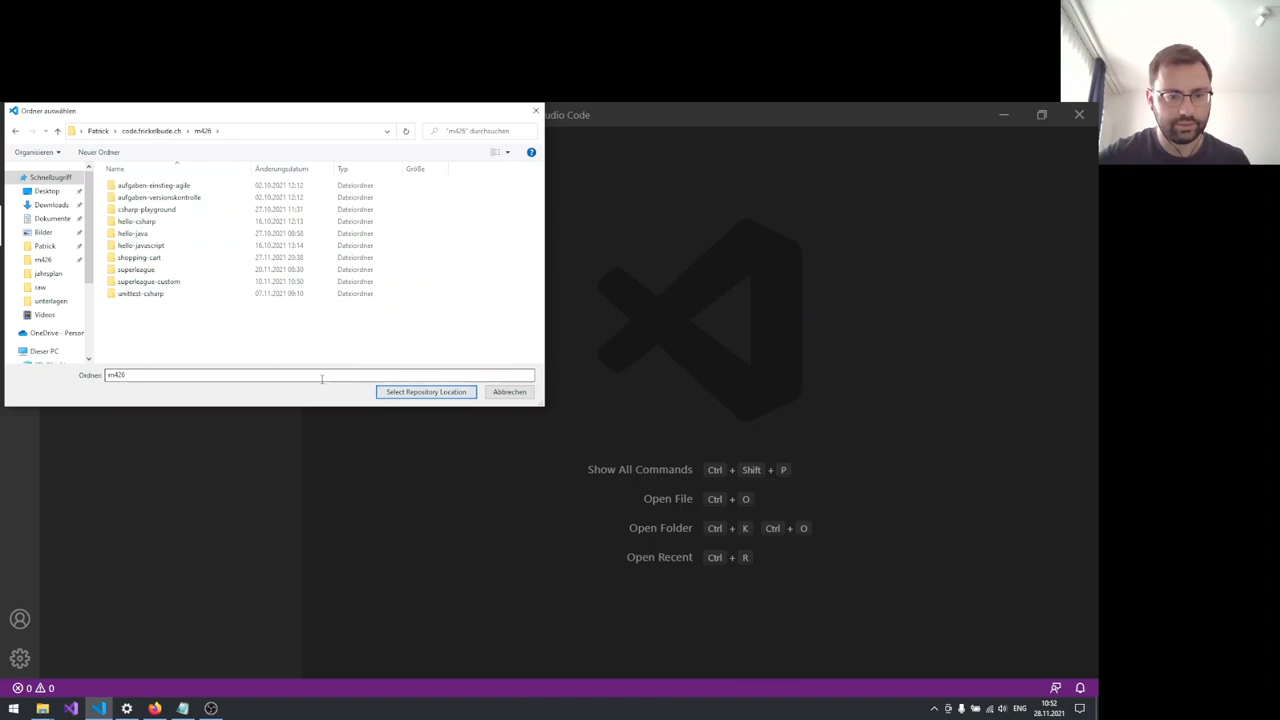 Ordner auswählen
udio Code
Patrick > code.frickelbude.ch > m426 >
"m426" durchsuchen
Organisieren
Neuer Ordner
Name
Änderungsdatum
Typ
Größe
Schnellzugriff
Desktop
Downloads
Dokumente
Bilder
Patrick
m426
jahrsplan
raw
unterlagen
Videos
OneDrive - Person
Dieser PC
aufgaben-einstieg-agile 02.10.2021 12:12 Dateiordner
aufgaben-versionskontrolle 02.10.2021 12:12 Dateiordner
csharp-playground 27.10.2021 11:31 Dateiordner
hello-csharp 16.10.2021 12:13 Dateiordner
hello-java 27.10.2021 08:58 Dateiordner
hello-javascript 16.10.2021 13:14 Dateiordner
shopping-cart 27.11.2021 20:38 Dateiordner
superleague 20.11.2021 08:30 Dateiordner
superleague-custom 10.11.2021 10:50 Dateiordner
unittest-csharp 07.11.2021 09:10 Dateiordner
Ordner: m426
Select Repository Location
Abbrechen
Show All Commands Ctrl + Shift + P
Open File Ctrl + O
Open Folder Ctrl + K Ctrl + O
Open Recent Ctrl + R
0 0
ENG
10:52
28.11.2021